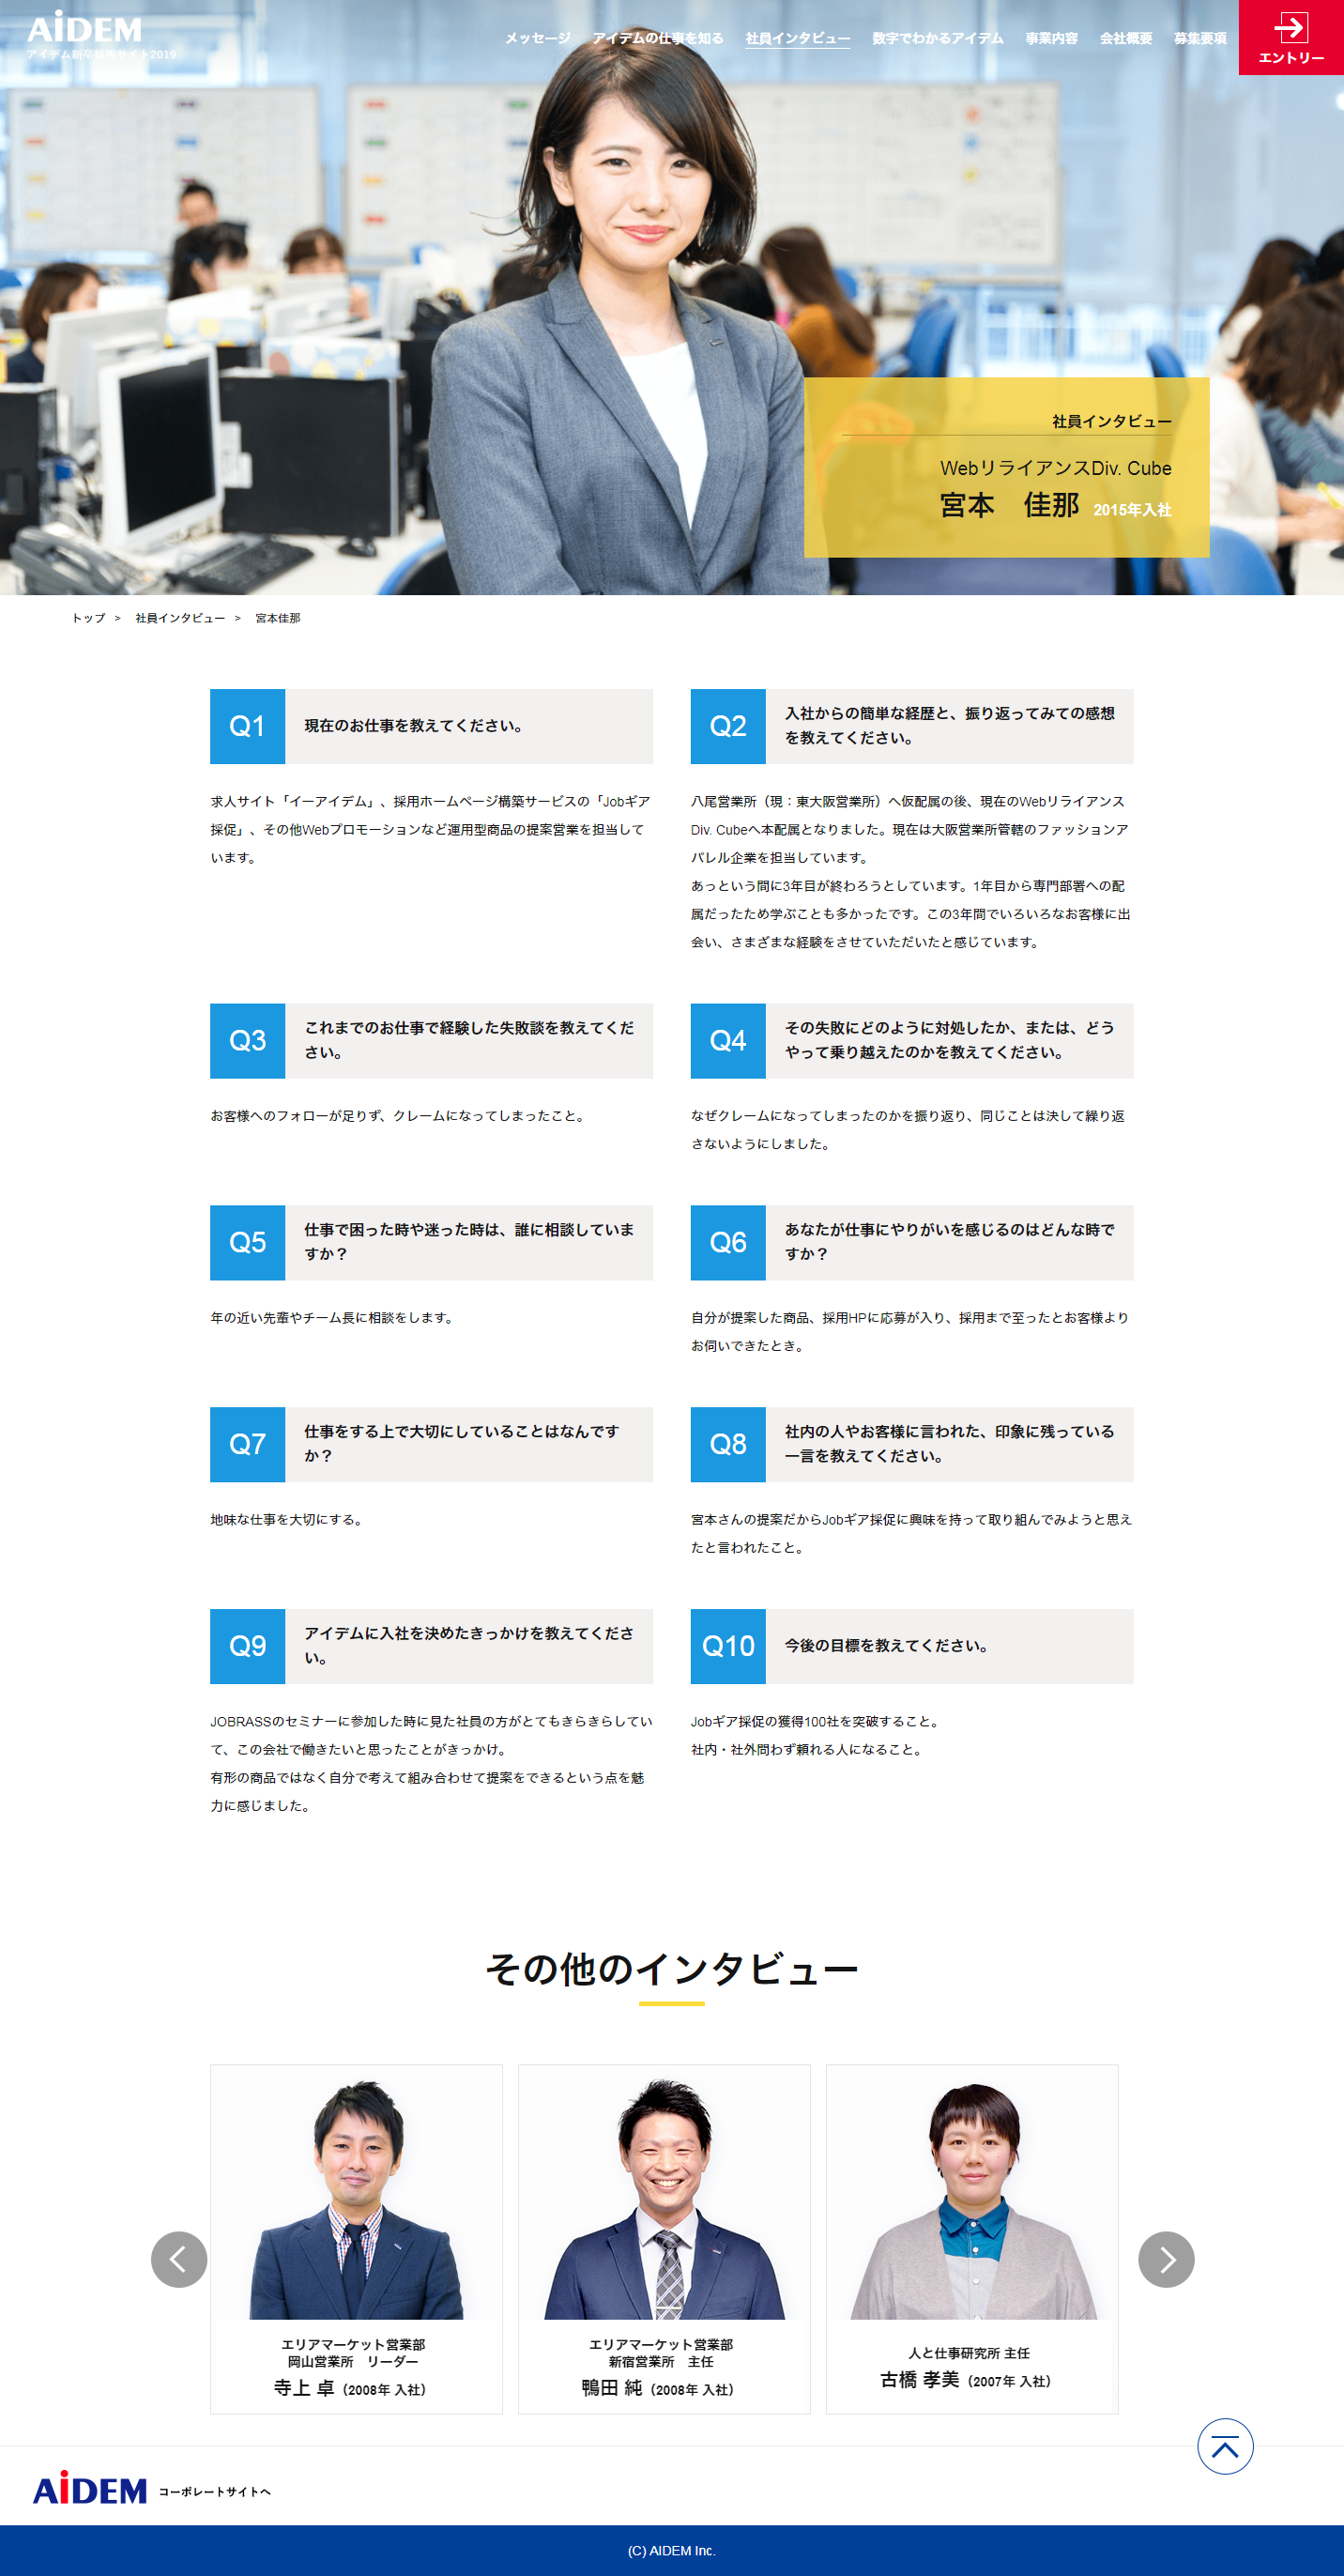 AiDEM
アイデム新卒採用サイト2019
メッセージ アイデムの仕事を知る 社員インタビュー 数字でわかるアイデム 事業内容 会社概要 募集要項
エントリー
社員インタビュー
WebリライアンスDiv. Cube
宮本　佳那 2015年入社
トップ > 社員インタビュー > 宮本佳那
Q1
現在のお仕事を教えてください。
求人サイト「イーアイデム」、採用ホームページ構築サービスの「Jobギア
採促」、その他Webプロモーションなど運用型商品の提案営業を担当して
います。
Q2
入社からの簡単な経歴と、振り返ってみての感想
を教えてください。
八尾営業所（現：東大阪営業所）へ仮配属の後、現在のWebリライアンス
Div. Cubeへ本配属となりました。現在は大阪営業所管轄のファッションア
パレル企業を担当しています。
あっという間に3年目が終わろうとしています。1年目から専門部署への配
属だったため学ぶことも多かったです。この3年間でいろいろなお客様に出
会い、さまざまな経験をさせていただいたと感じています。
Q3
これまでのお仕事で経験した失敗談を教えてくだ
さい。
お客様へのフォローが足りず、クレームになってしまったこと。
Q4
その失敗にどのように対処したか、または、どう
やって乗り越えたのかを教えてください。
なぜクレームになってしまったのかを振り返り、同じことは決して繰り返
さないようにしました。
Q5
仕事で困った時や迷った時は、誰に相談していま
すか？
年の近い先輩やチーム長に相談をします。
Q6
あなたが仕事にやりがいを感じるのはどんな時で
すか？
自分が提案した商品、採用HPに応募が入り、採用まで至ったとお客様より
お伺いできたとき。
Q7
仕事をする上で大切にしていることはなんです
か？
地味な仕事を大切にする。
Q8
社内の人やお客様に言われた、印象に残っている
一言を教えてください。
宮本さんの提案だからJobギア採促に興味を持って取り組んでみようと思え
たと言われたこと。
Q9
アイデムに入社を決めたきっかけを教えてくださ
い。
JOBRASSのセミナーに参加した時に見た社員の方がとてもきらきらしてい
て、この会社で働きたいと思ったことがきっかけ。
有形の商品ではなく自分で考えて組み合わせて提案をできるという点を魅
力に感じました。
Q10
今後の目標を教えてください。
Jobギア採促の獲得100社を突破すること。
社内・社外問わず頼れる人になること。
その他のインタビュー
エリアマーケット営業部
岡山営業所　リーダー
寺上 卓（2008年 入社）
エリアマーケット営業部
新宿営業所　主任
鴨田 純（2008年 入社）
人と仕事研究所 主任
古橋 孝美（2007年 入社）
AiDEM コーポレートサイトへ
(C) AIDEM Inc.